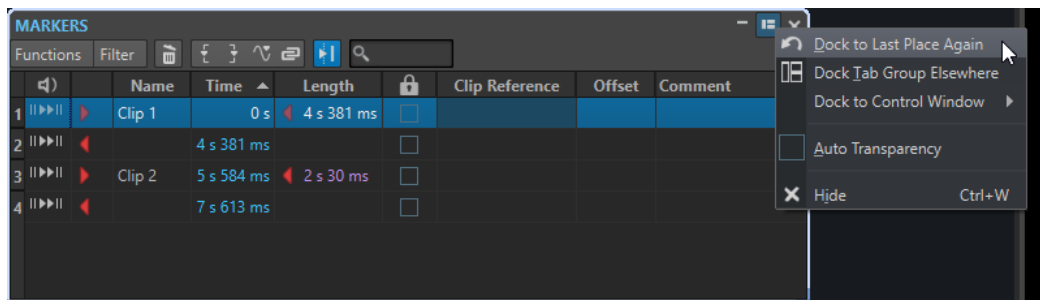 MARKERS
Functions Filter
Name Time Length Clip Reference Offset Comment
1 Clip 1 0 s 4 s 381 ms
2 4 s 381 ms
3 Clip 2 5 s 584 ms 2 s 30 ms
4 7 s 613 ms
Dock to Last Place Again
Dock Tab Group Elsewhere
Dock to Control Window
Auto Transparency
Hide Ctrl+W